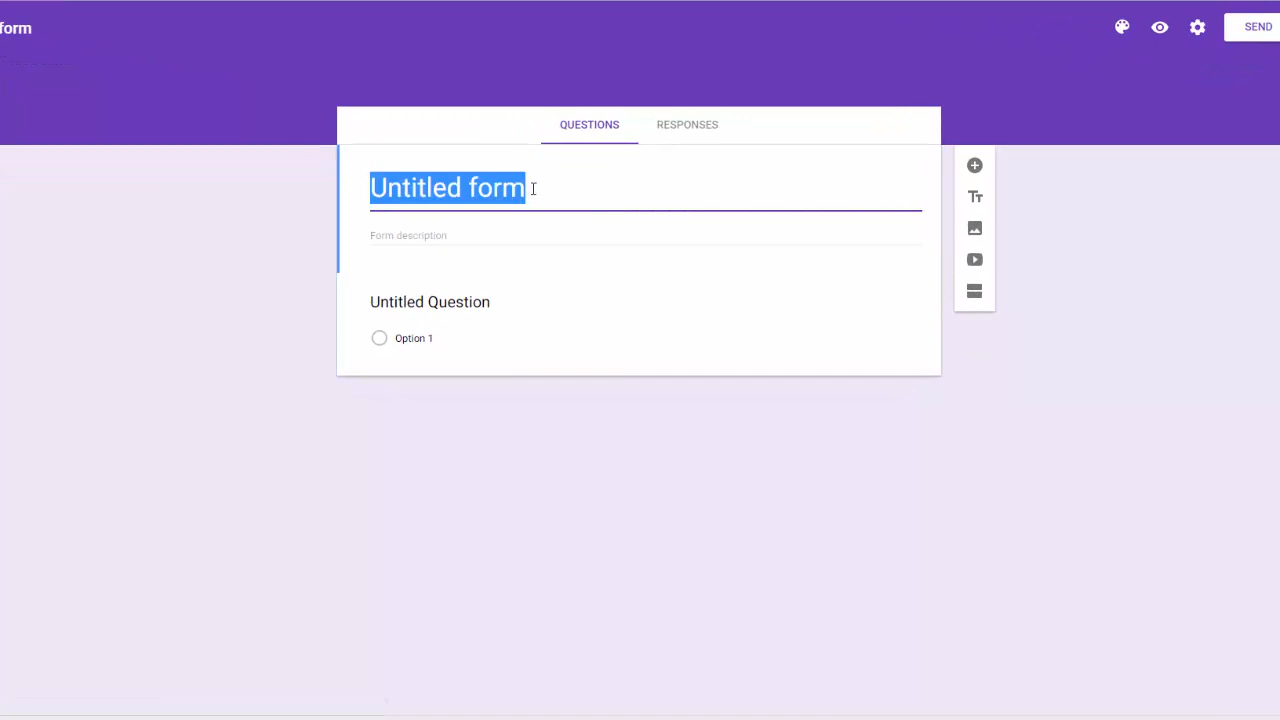 form
SEND
QUESTIONS RESPONSES
Untitled form
Form description
Untitled Question
Option 1